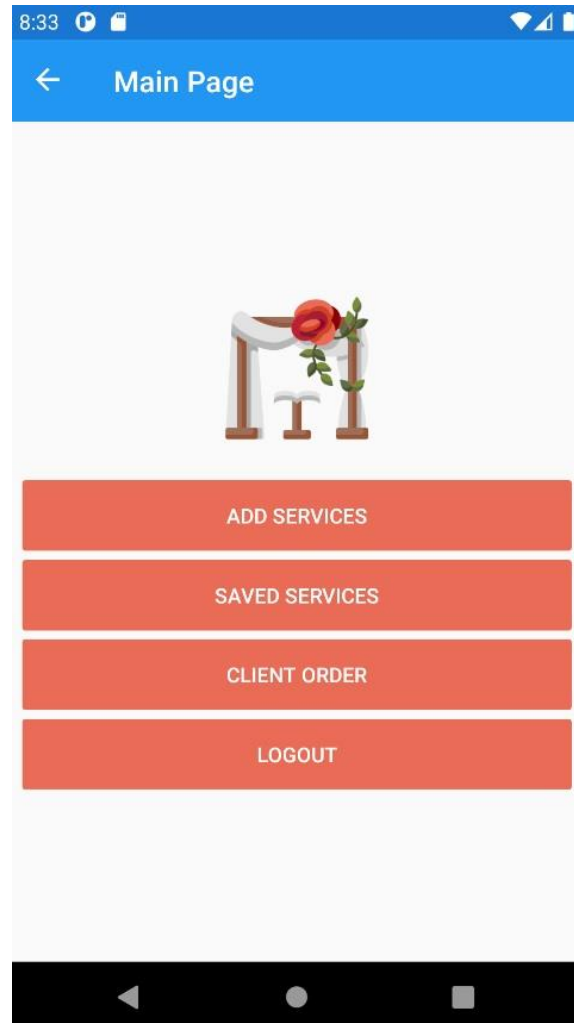 8:33
Main Page
ADD SERVICES
SAVED SERVICES
CLIENT ORDER
LOGOUT